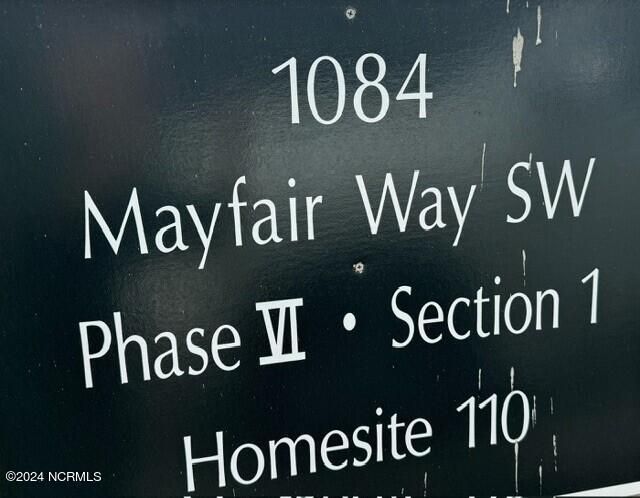 1084
Mayfair Way SW
Phase VI • Section 1
Homesite 110
©2024 NCRMLS